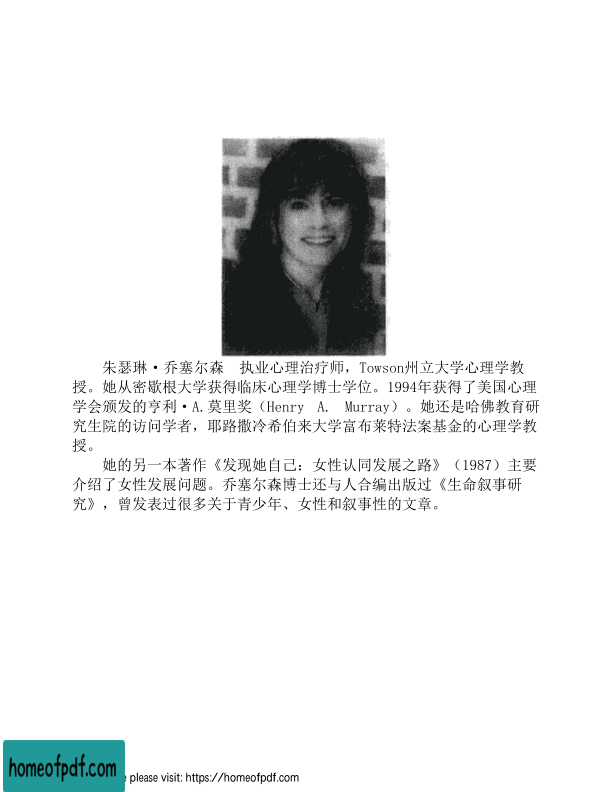 朱瑟琳·乔塞尔森　执业心理治疗师，Towson州立大学心理学教
授。她从密歇根大学获得临床心理学博士学位。1994年获得了美国心理
学会颁发的亨利·A.莫里奖（Henry A. Murray）。她还是哈佛教育研
究生院的访问学者，耶路撒冷希伯来大学富布莱特法案基金的心理学教
授。
她的另一本著作《发现她自己：女性认同发展之路》（1987）主要
介绍了女性发展问题。乔塞尔森博士还与人合编出版过《生命叙事研
究》，曾发表过很多关于青少年、女性和叙事性的文章。
homeofpdf.com
e please visit: https://homeofpdf.com